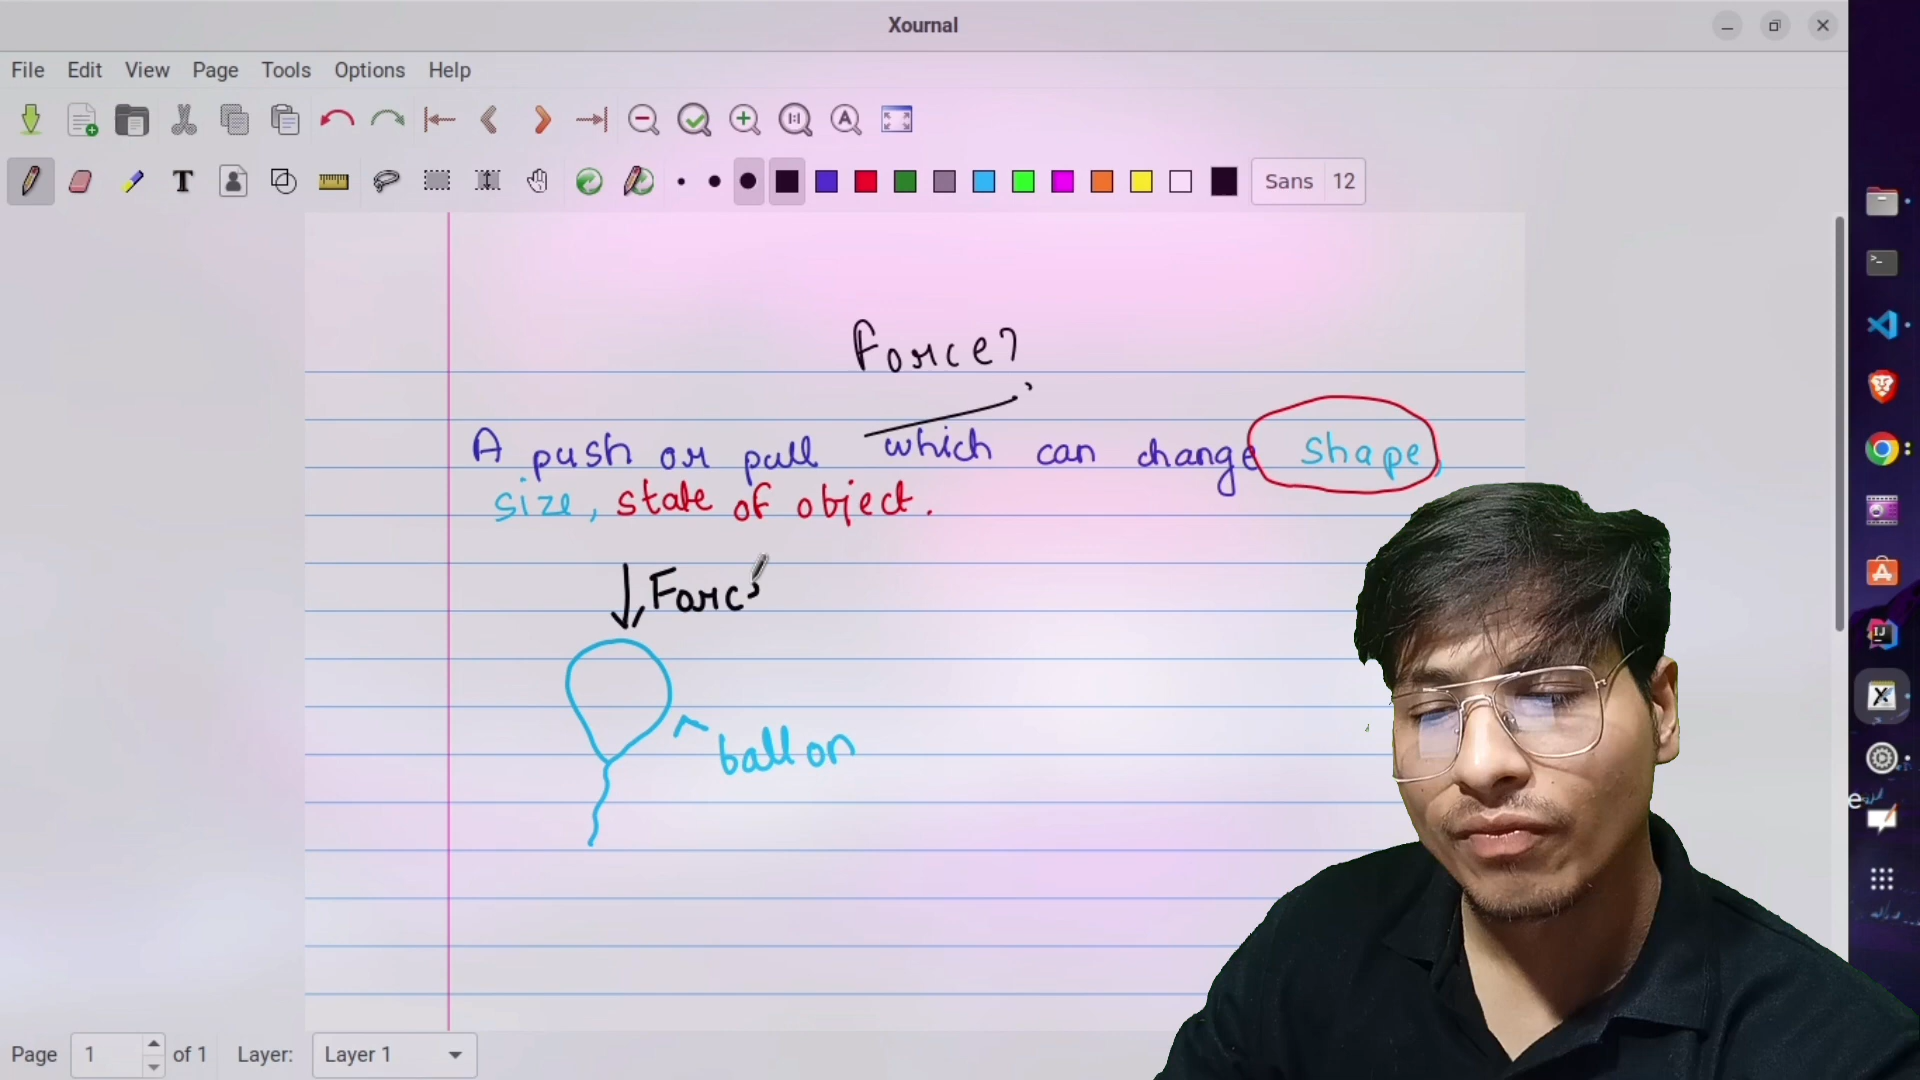 Xournal
File Edit View Page Tools Options Help
Sans 12
Force?
A push or pull which can change shape,
size, state of object.
Forc
ballon
Page 1 of 1 Layer: Layer 1